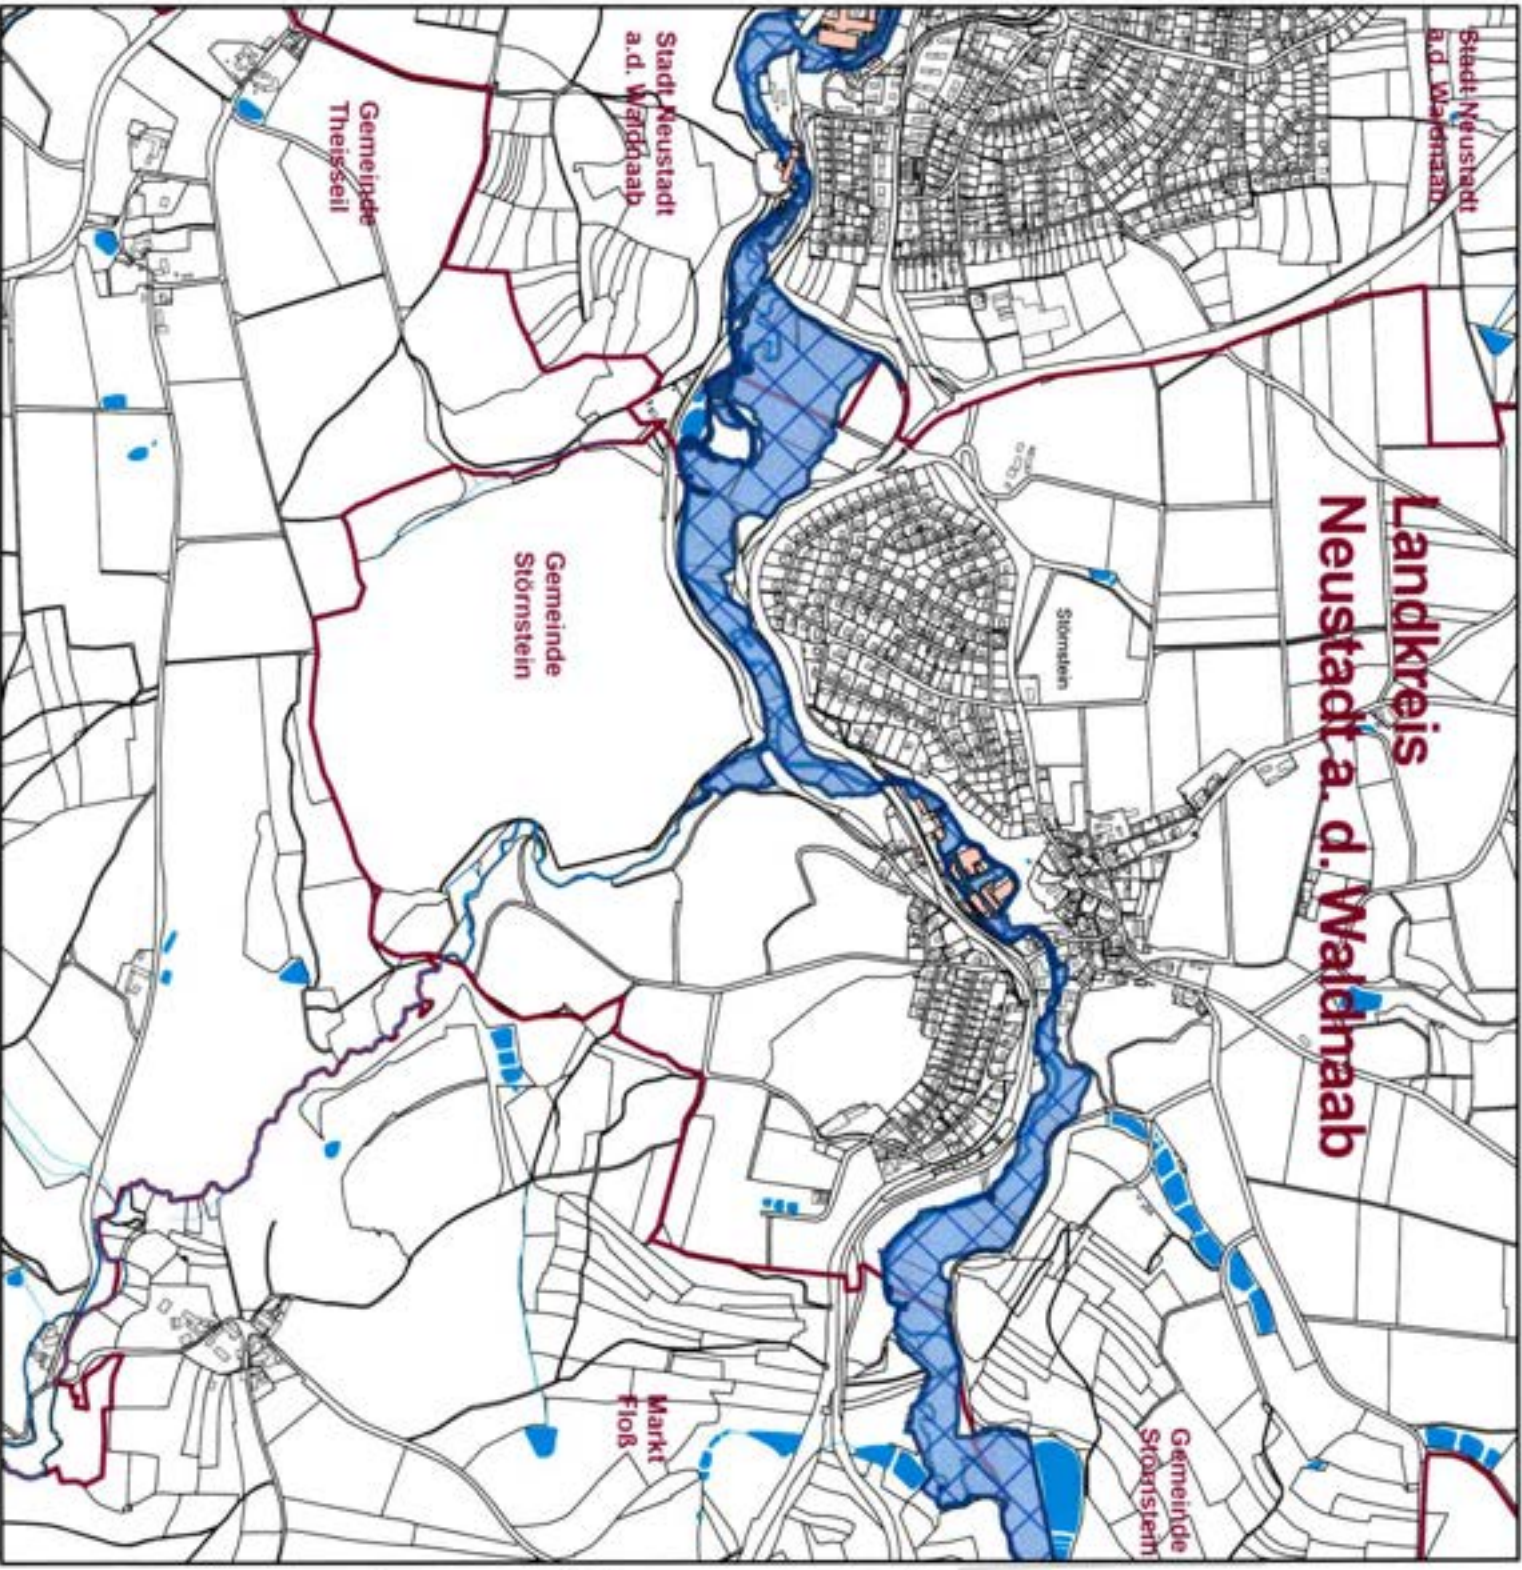 Stadt Neustadt
a.d. Waldnaab
Landkreis
Neustadt a. d. Waldnaab
Störnstein
Gemeinde
Störnstein
Stadt Neustadt
a.d. Waldnaab
Gemeinde
Störnstein
Markt
Floß
Gemeinde
Theisseil